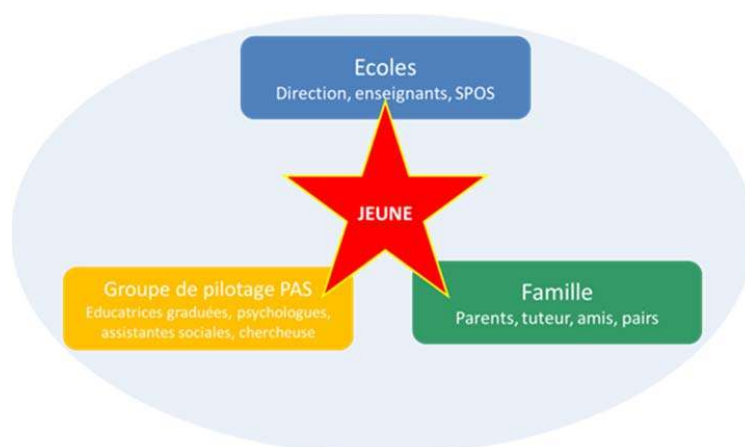 Ecoles
Direction, enseignants, SPOS
JEUNE
Groupe de pilotage PAS
Educatrices graduées, psychologues,
assistantes sociales, chercheuse
Famille
Parents, tuteur, amis, pairs